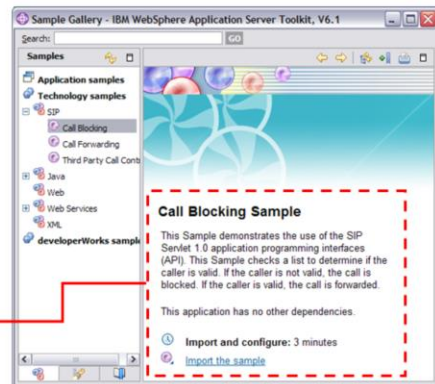 Sample Gallery - IBM WebSphere Application Server Toolkit, V6.1
Search:
GO
Samples
Application samples
Technology samples
SIP
Call Blocking
Call Forwarding
Third Party Call Cont
Java
Web
Web Services
XML
developerWorks sample
Call Blocking Sample
This Sample demonstrates the use of the SIP
Servlet 1.0 application programming interfaces
(API). This Sample checks a list to determine if the
caller is valid. If the caller is not valid, the call is
blocked. If the caller is valid, the call is forwarded.
This application has no other dependencies.
Import and configure: 3 minutes
Import the sample